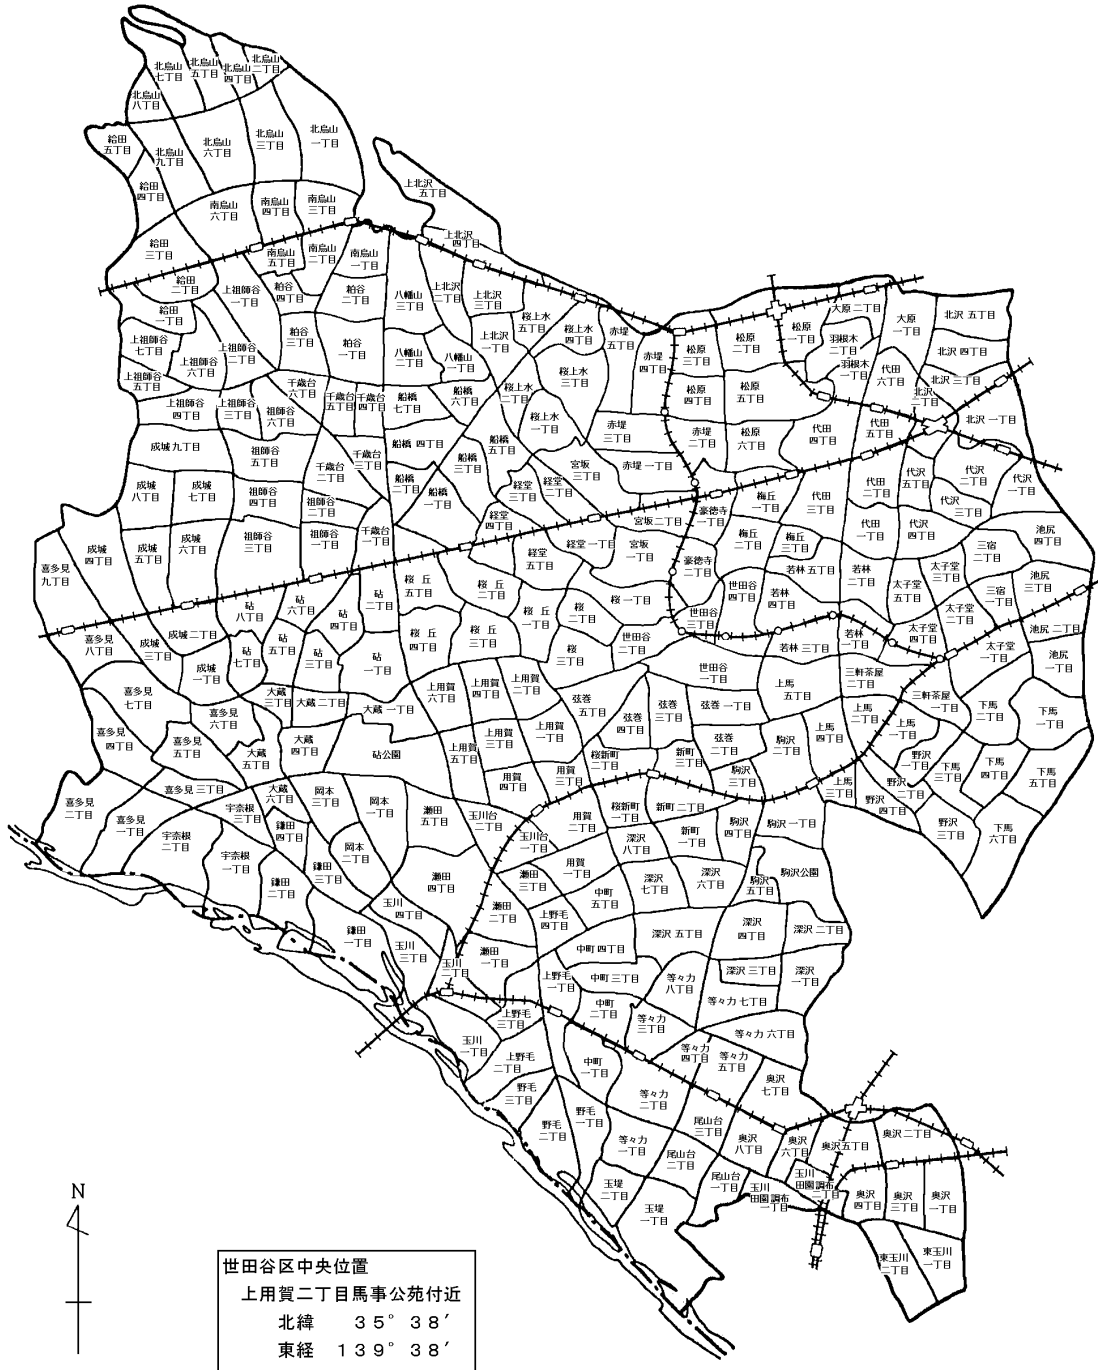 北烏山
七丁目
北烏山
五丁目
北烏山
四丁目
北烏山
二丁目
北烏山
八丁目
給田
五丁目
北烏山
九丁目
北烏山
六丁目
北烏山
三丁目
北烏山
一丁目
給田
四丁目
南烏山
六丁目
南烏山
四丁目
南烏山
三丁目
上北沢
五丁目
上北沢
四丁目
給田
三丁目
南烏山
五丁目
南烏山
二丁目
南烏山
一丁目
給田
二丁目
上祖師谷
一丁目
粕谷
四丁目
粕谷
二丁目
八幡山
三丁目
上北沢
二丁目
上北沢
三丁目
給田
一丁目
上祖師谷
七丁目
上祖師谷
六丁目
上祖師谷
二丁目
粕谷
三丁目
粕谷
一丁目
八幡山
二丁目
八幡山
一丁目
上北沢
一丁目
桜上水
五丁目
桜上水
四丁目
赤堤
五丁目
赤堤
四丁目
松原
三丁目
松原
二丁目
松原
一丁目
大原 二丁目
大原
一丁目
北沢 五丁目
羽根木
二丁目
羽根木
一丁目
代田
六丁目
北沢 四丁目
北沢 三丁目
北沢
二丁目
北沢 一丁目
上祖師谷
五丁目
上祖師谷
四丁目
上祖師谷
三丁目
祖師谷
六丁目
千歳台
五丁目
千歳台
四丁目
船橋
七丁目
船橋
六丁目
桜上水
二丁目
桜上水
三丁目
桜上水
一丁目
松原
四丁目
松原
五丁目
赤堤
三丁目
赤堤
二丁目
松原
六丁目
代田
四丁目
代田
五丁目
成城 九丁目
祖師谷
五丁目
千歳台
三丁目
千歳台
二丁目
船橋 四丁目
船橋
三丁目
船橋
五丁目
宮坂
三丁目
赤堤 一丁目
成城
八丁目
成城
七丁目
祖師谷
四丁目
祖師谷
二丁目
船橋
二丁目
船橋
一丁目
経堂
三丁目
経堂
二丁目
経堂
四丁目
宮坂 二丁目
豪徳寺
一丁目
梅丘
一丁目
代田
三丁目
代田
二丁目
代沢
五丁目
代沢
二丁目
代沢
一丁目
代沢
三丁目
代沢
四丁目
代田
一丁目
池尻
四丁目
成城
四丁目
成城
五丁目
成城
六丁目
祖師谷
三丁目
祖師谷
一丁目
千歳台
一丁目
経堂
五丁目
経堂 一丁目
宮坂
一丁目
豪徳寺
二丁目
梅丘
二丁目
梅丘
三丁目
若林 五丁目
若林
二丁目
太子堂
五丁目
太子堂
三丁目
三宿
二丁目
三宿
一丁目
池尻
三丁目
喜多見
九丁目
喜多見
八丁目
成城
三丁目
成城 二丁目
成城
一丁目
砧
八丁目
砧
七丁目
砧
六丁目
砧
五丁目
砧
四丁目
砧
三丁目
砧
二丁目
砧
一丁目
桜 丘
五丁目
桜 丘
四丁目
桜 丘
二丁目
桜 丘
三丁目
桜 丘
一丁目
桜
二丁目
桜 一丁目
桜
三丁目
世田谷
四丁目
世田谷
三丁目
世田谷
二丁目
世田谷
一丁目
若林
四丁目
若林 三丁目
若林
一丁目
太子堂
四丁目
太子堂
二丁目
太子堂
一丁目
池尻 二丁目
池尻
一丁目
喜多見
七丁目
喜多見
六丁目
喜多見
四丁目
喜多見
五丁目
大蔵
三丁目
大蔵 二丁目
大蔵 一丁目
大蔵
四丁目
大蔵
五丁目
砧公園
上用賀
六丁目
上用賀
四丁目
上用賀
二丁目
上用賀
五丁目
上用賀
三丁目
上用賀
一丁目
弦巻
五丁目
弦巻
四丁目
弦巻
三丁目
弦巻 一丁目
弦巻
二丁目
上馬
五丁目
上馬
四丁目
三軒茶屋
二丁目
三軒茶屋
一丁目
上馬
二丁目
上馬
一丁目
上馬
三丁目
下馬
二丁目
下馬
一丁目
下馬
三丁目
下馬
四丁目
下馬
五丁目
下馬
六丁目
野沢
一丁目
野沢
二丁目
野沢
四丁目
野沢
三丁目
喜多見
二丁目
喜多見
一丁目
喜多見 三丁目
大蔵
六丁目
宇奈根
三丁目
宇奈根
二丁目
宇奈根
一丁目
鎌田
四丁目
鎌田
三丁目
鎌田
二丁目
鎌田
一丁目
岡本
三丁目
岡本
一丁目
岡本
二丁目
瀬田
五丁目
瀬田
四丁目
玉川台
二丁目
玉川台
一丁目
用賀
四丁目
用賀
三丁目
用賀
二丁目
用賀
一丁目
桜新町
二丁目
桜新町
一丁目
新町
三丁目
新町 二丁目
新町
一丁目
駒沢
二丁目
駒沢
三丁目
駒沢
四丁目
駒沢 一丁目
駒沢
五丁目
駒沢公園
深沢
八丁目
深沢
七丁目
深沢
六丁目
深沢 五丁目
深沢
四丁目
深沢 二丁目
深沢 三丁目
深沢
一丁目
瀬田
三丁目
瀬田
二丁目
瀬田
一丁目
中町
五丁目
中町 四丁目
中町 三丁目
中町
二丁目
中町
一丁目
上野毛
四丁目
上野毛
一丁目
上野毛
三丁目
上野毛
二丁目
玉川
四丁目
玉川
三丁目
玉川
二丁目
玉川
一丁目
等々力
八丁目
等々力 七丁目
等々力 六丁目
等々力
三丁目
等々力
四丁目
等々力
五丁目
等々力
二丁目
等々力
一丁目
野毛
三丁目
野毛
二丁目
野毛
一丁目
尾山台
三丁目
尾山台
二丁目
尾山台
一丁目
玉堤
二丁目
玉堤
一丁目
奥沢
七丁目
奥沢
八丁目
奥沢
六丁目
奥沢 五丁目
奥沢 二丁目
奥沢
四丁目
奥沢
三丁目
奥沢
一丁目
玉川
田園調布
一丁目
玉川
田園調布
二丁目
東玉川
二丁目
東玉川
一丁目
N
世田谷区中央位置
上用賀二丁目馬事公苑付近
北緯 35°38′
東経 139°38′